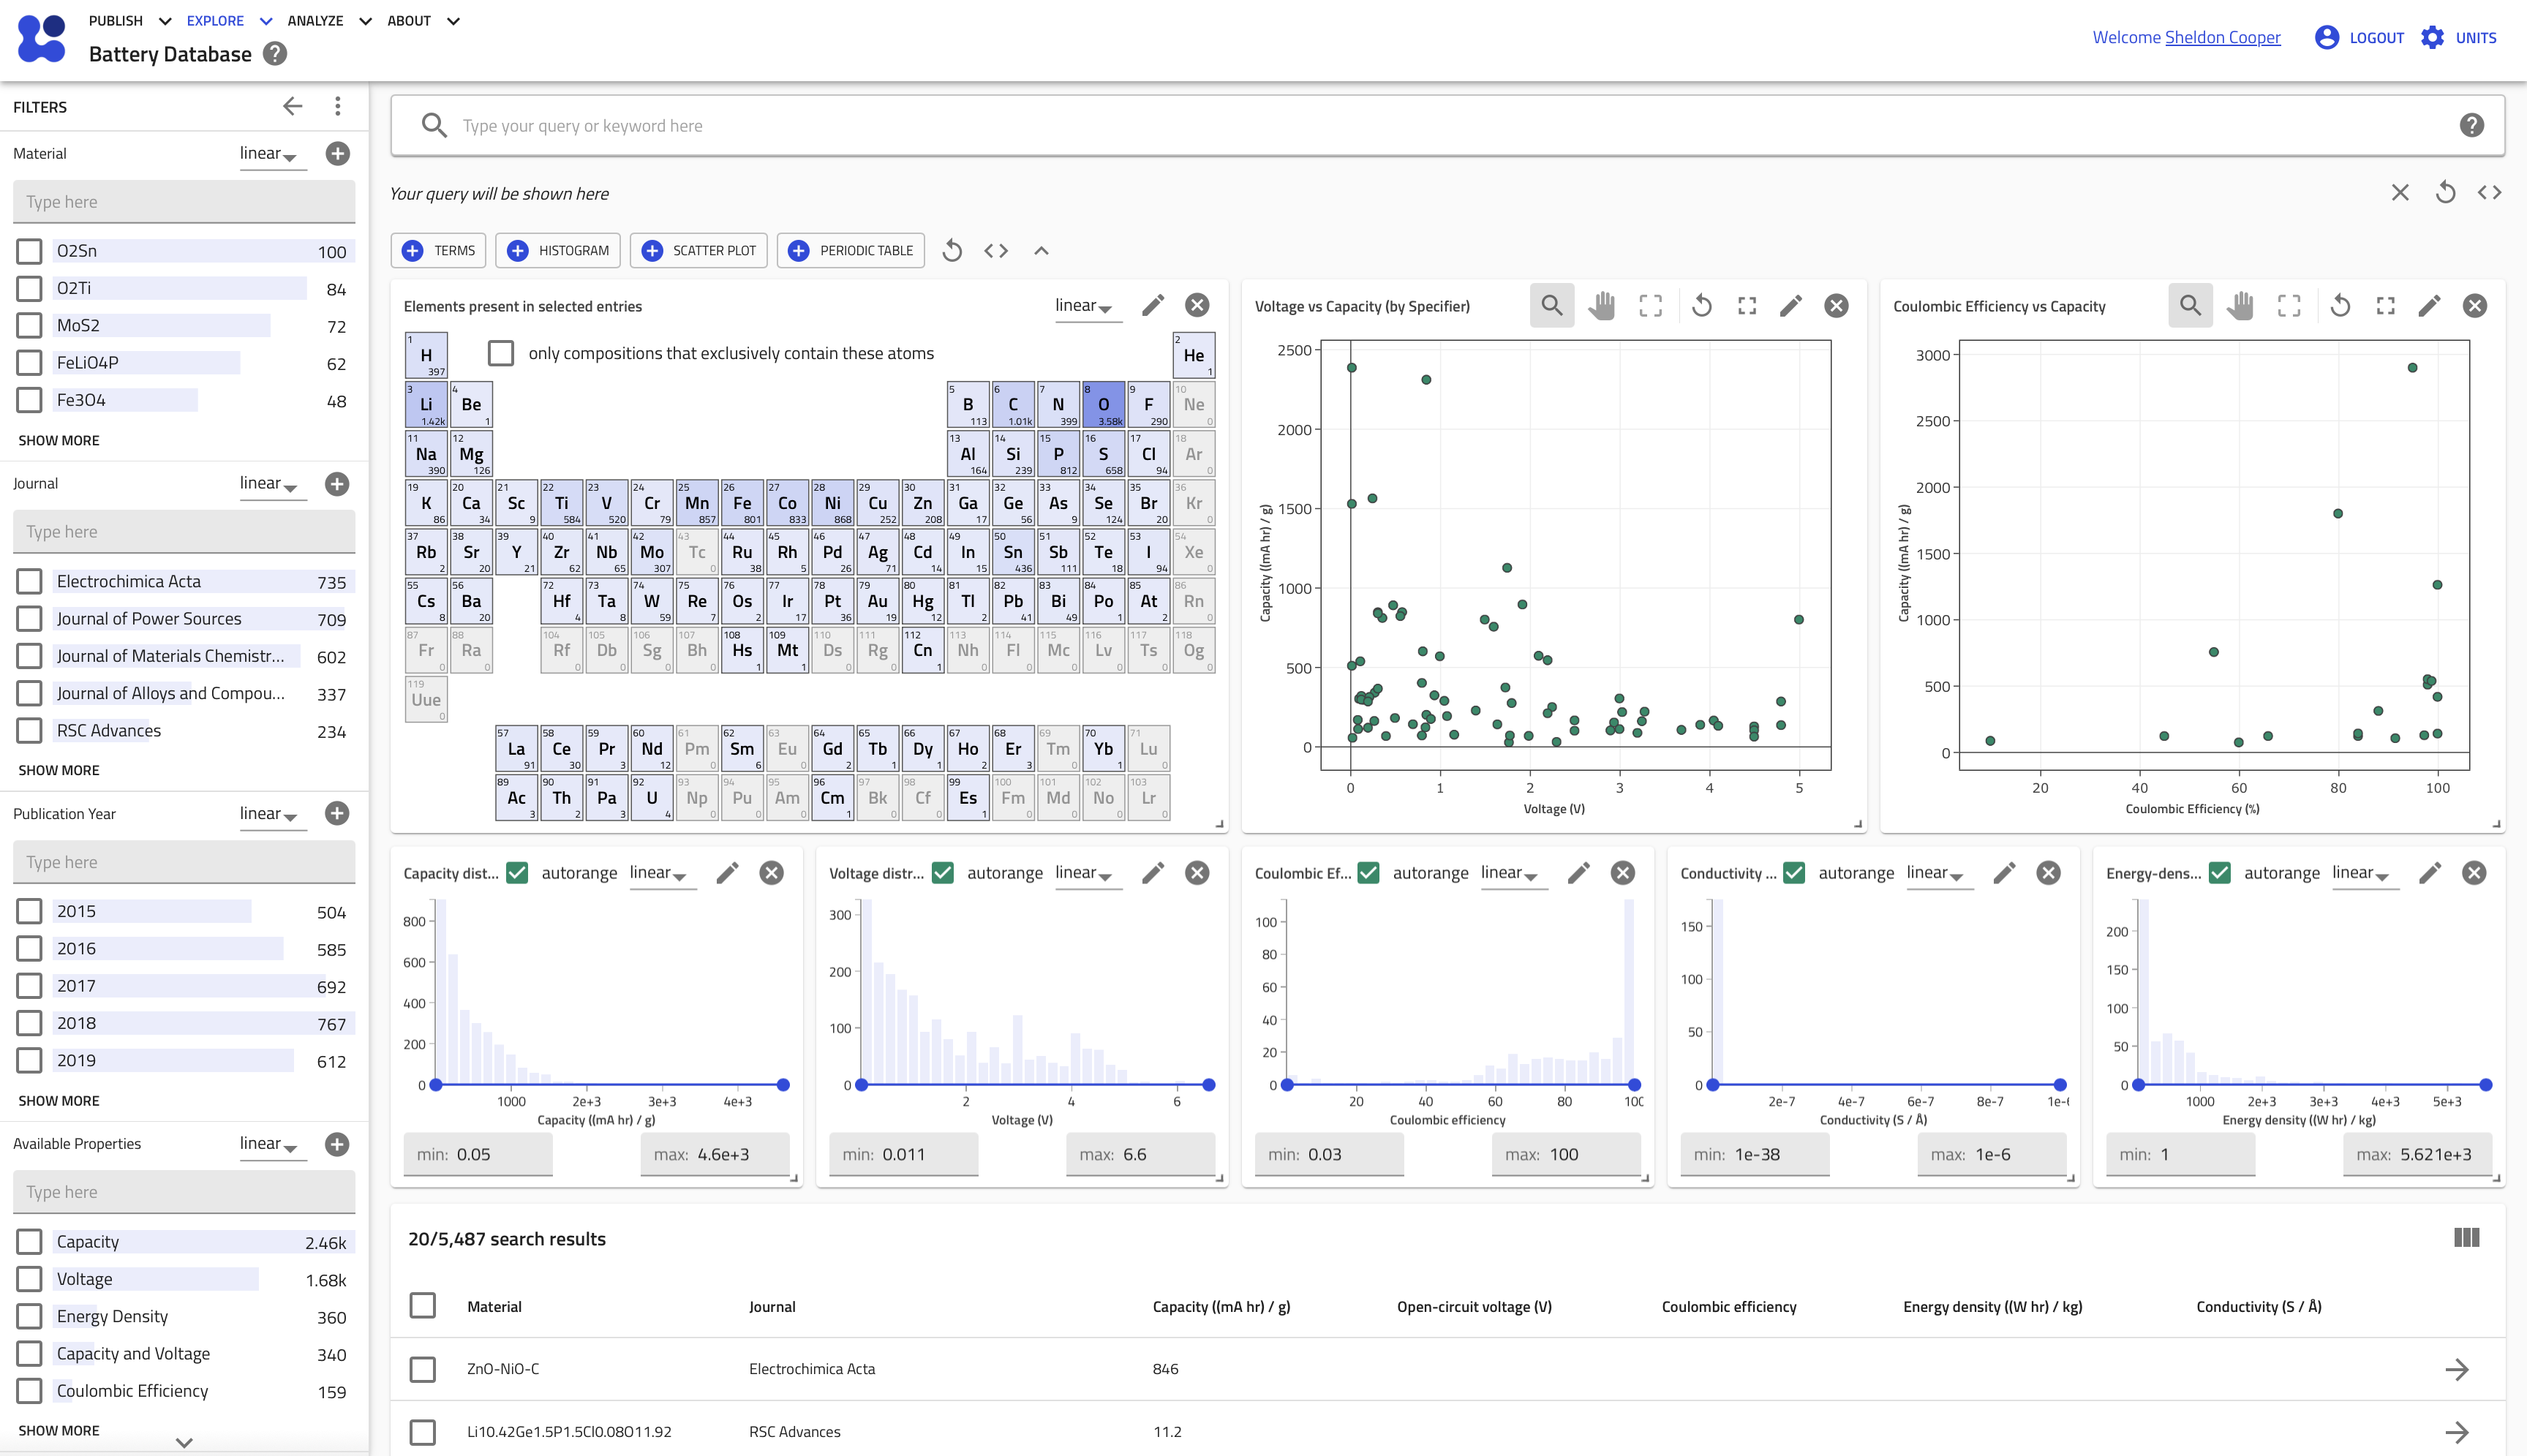 PUBLISH EXPLORE ANALYZE ABOUT
Battery Database
Welcome Sheldon Cooper LOGOUT UNITS
FILTERS
Material linear
Type here
O2Sn 100
O2Ti 84
MoS2 72
FeLiO4P 62
Fe3O4 48
SHOW MORE
Journal linear
Type here
Electrochimica Acta 735
Journal of Power Sources 709
Journal of Materials Chemistr... 602
Journal of Alloys and Compou... 337
RSC Advances 234
SHOW MORE
Publication Year linear
Type here
2015 504
2016 585
2017 692
2018 767
2019 612
SHOW MORE
Available Properties linear
Type here
Capacity 2.46k
Voltage 1.68k
Energy Density 360
Capacity and Voltage 340
Coulombic Efficiency 159
SHOW MORE
Type your query or keyword here
Your query will be shown here
TERMS HISTOGRAM SCATTER PLOT PERIODIC TABLE
Elements present in selected entries linear
only compositions that exclusively contain these atoms
1 H 397 2 He 1
3 Li 1.42k 4 Be 1 5 B 113 6 C 1.01k 7 N 399 8 O 3.58k 9 F 290 10 Ne 0
11 Na 390 12 Mg 126 13 Al 164 14 Si 239 15 P 812 16 S 658 17 Cl 94 18 Ar 0
19 K 86 20 Ca 34 21 Sc 9 22 Ti 584 23 V 520 24 Cr 79 25 Mn 857 26 Fe 801 27 Co 833 28 Ni 868 29 Cu 252 30 Zn 208 31 Ga 17 32 Ge 56 33 As 9 34 Se 124 35 Br 20 36 Kr 0
37 Rb 2 38 Sr 20 39 Y 21 40 Zr 62 41 Nb 65 42 Mo 307 43 Tc 0 44 Ru 38 45 Rh 5 46 Pd 26 47 Ag 71 48 Cd 14 49 In 15 50 Sn 436 51 Sb 111 52 Te 18 53 I 94 54 Xe 0
55 Cs 8 56 Ba 20 72 Hf 4 73 Ta 8 74 W 59 75 Re 7 76 Os 2 77 Ir 17 78 Pt 36 79 Au 19 80 Hg 12 81 Tl 2 82 Pb 41 83 Bi 49 84 Po 1 85 At 2 86 Rn 0
87 Fr 0 88 Ra 0 104 Rf 0 105 Db 0 106 Sg 0 107 Bh 0 108 Hs 1 109 Mt 1 110 Ds 0 111 Rg 0 112 Cn 1 113 Nh 0 114 Fl 0 115 Mc 0 116 Lv 0 117 Ts 0 118 Og 0
119 Uue 0
57 La 91 58 Ce 30 59 Pr 3 60 Nd 12 61 Pm 0 62 Sm 6 63 Eu 0 64 Gd 2 65 Tb 1 66 Dy 1 67 Ho 2 68 Er 3 69 Tm 0 70 Yb 1 71 Lu 0
89 Ac 3 90 Th 2 91 Pa 3 92 U 4 93 Np 0 94 Pu 0 95 Am 0 96 Cm 1 97 Bk 0 98 Cf 0 99 Es 1 100 Fm 0 101 Md 0 102 No 0 103 Lr 0
Voltage vs Capacity (by Specifier)
Capacity ((mA hr) / g)
2500
2000
1500
1000
500
0
0 1 2 3 4 5
Voltage (V)
Coulombic Efficiency vs Capacity
Capacity ((mA hr) / g)
3000
2500
2000
1500
1000
500
0
20 40 60 80 100
Coulombic Efficiency (%)
Capacity dist... autorange linear
800
600
400
200
0
1000 2e+3 3e+3 4e+3
Capacity ((mA hr) / g)
min: 0.05 max: 4.6e+3
Voltage distr... autorange linear
300
200
100
0
2 4 6
Voltage (V)
min: 0.011 max: 6.6
Coulombic Ef... autorange linear
100
80
60
40
20
0
20 40 60 80 100
Coulombic efficiency
min: 0.03 max: 100
Conductivity ... autorange linear
150
100
50
0
2e-7 4e-7 6e-7 8e-7 1e-6
Conductivity (S / Å)
min: 1e-38 max: 1e-6
Energy-dens... autorange linear
200
150
100
50
0
1000 2e+3 3e+3 4e+3 5e+3
Energy density ((W hr) / kg)
min: 1 max: 5.621e+3
20/5,487 search results
Material Journal Capacity ((mA hr) / g) Open-circuit voltage (V) Coulombic efficiency Energy density ((W hr) / kg) Conductivity (S / Å)
ZnO-NiO-C Electrochimica Acta 846
Li10.42Ge1.5P1.5Cl0.08O11.92 RSC Advances 11.2